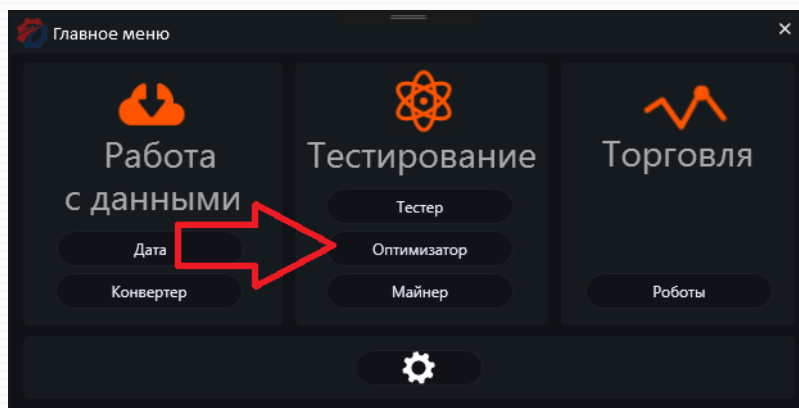 Главное меню
Работа
с данными
Дата
Конвертер
Тестирование
Тестер
Оптимизатор
Майнер
Торговля
Роботы